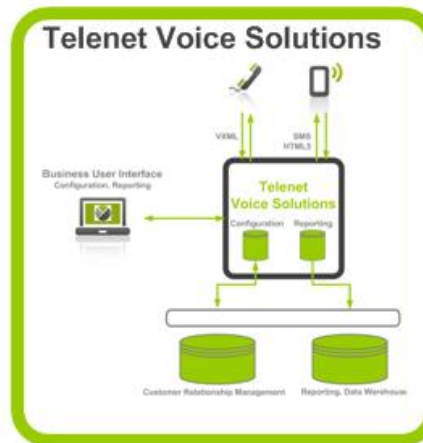 Telenet Voice Solutions
VXML
SMS
HTML5
Business User Interface
Configuration, Reporting
Telenet
Voice Solutions
Configuration
Reporting
Customer Relationship Management
Reporting, Data Warehouse